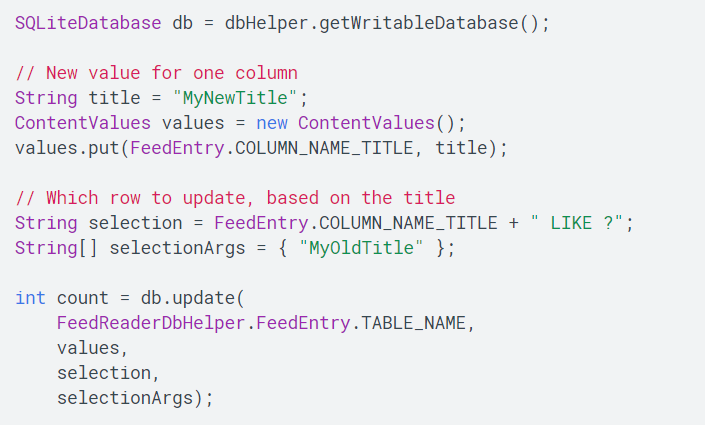 SQLiteDatabase db = dbHelper.getWritableDatabase();

// New value for one column
String title = "MyNewTitle";
ContentValues values = new ContentValues();
values.put(FeedEntry.COLUMN_NAME_TITLE, title);

// Which row to update, based on the title
String selection = FeedEntry.COLUMN_NAME_TITLE + " LIKE ?";
String[] selectionArgs = { "MyOldTitle" };

int count = db.update(
    FeedReaderDbHelper.FeedEntry.TABLE_NAME,
    values,
    selection,
    selectionArgs);